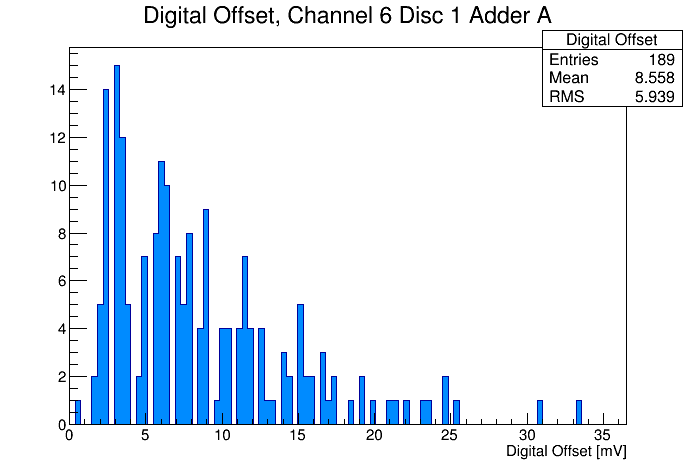 Digital Offset, Channel 6 Disc 1 Adder A
Digital Offset
Entries 189
Mean 8.558
RMS 5.939
14
12
10
8
6
4
2
0
0 5 10 15 20 25 30 35
Digital Offset [mV]